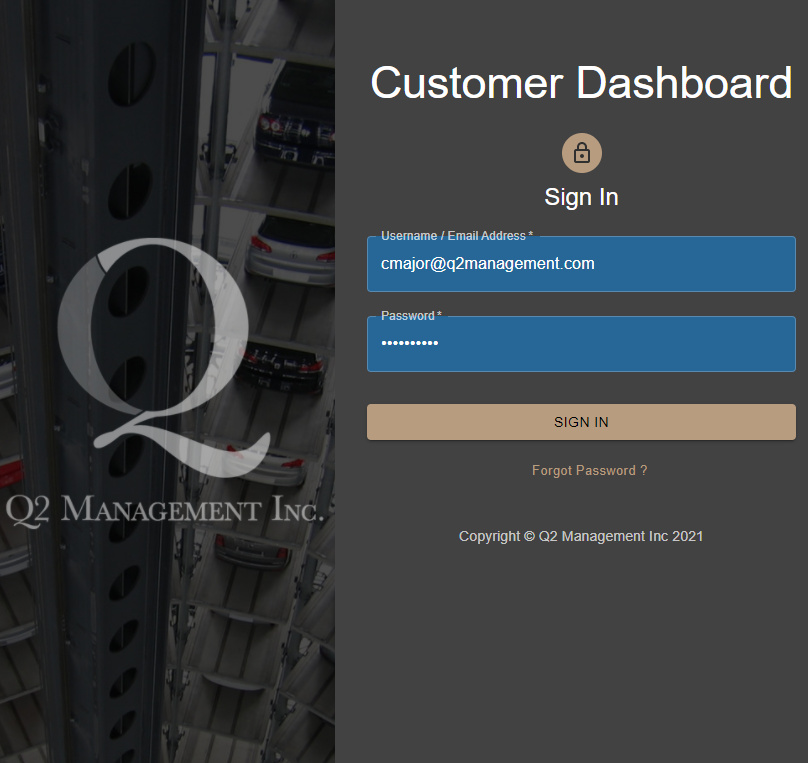 Customer Dashboard
Sign In
Username / Email Address *
cmajor@q2management.com
Password *
••••••••••
SIGN IN
Forgot Password ?
Copyright © Q2 Management Inc 2021
Q
Q2 Management Inc.